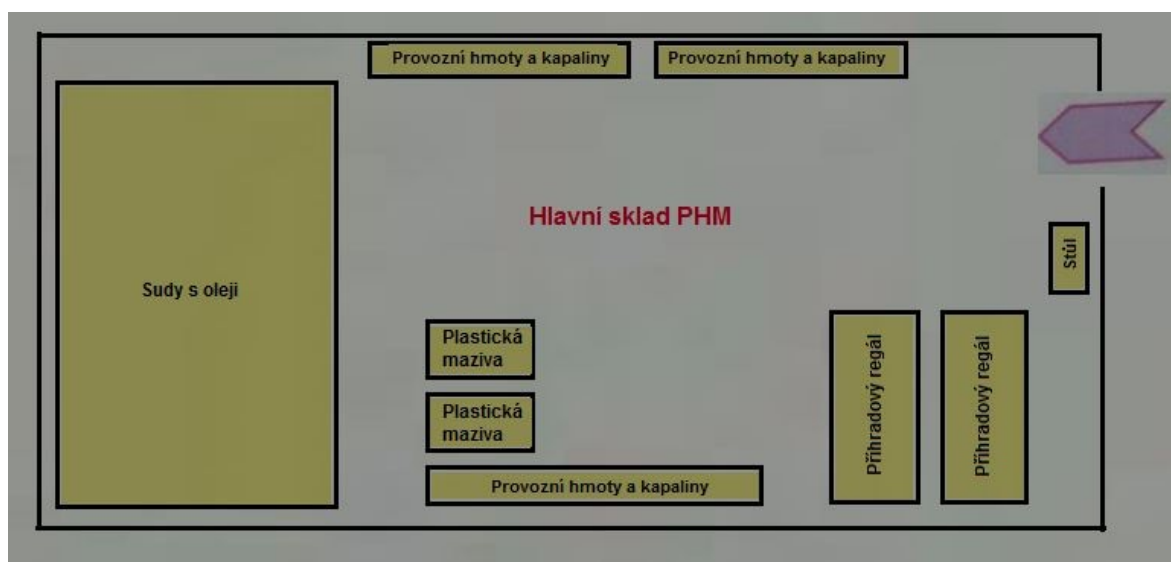 Provozní hmoty a kapaliny
Provozní hmoty a kapaliny
Hlavní sklad PHM
Stůl
Sudy s oleji
Plastická
maziva
Přihradový regál
Přihradový regál
Plastická
maziva
Provozní hmoty a kapaliny